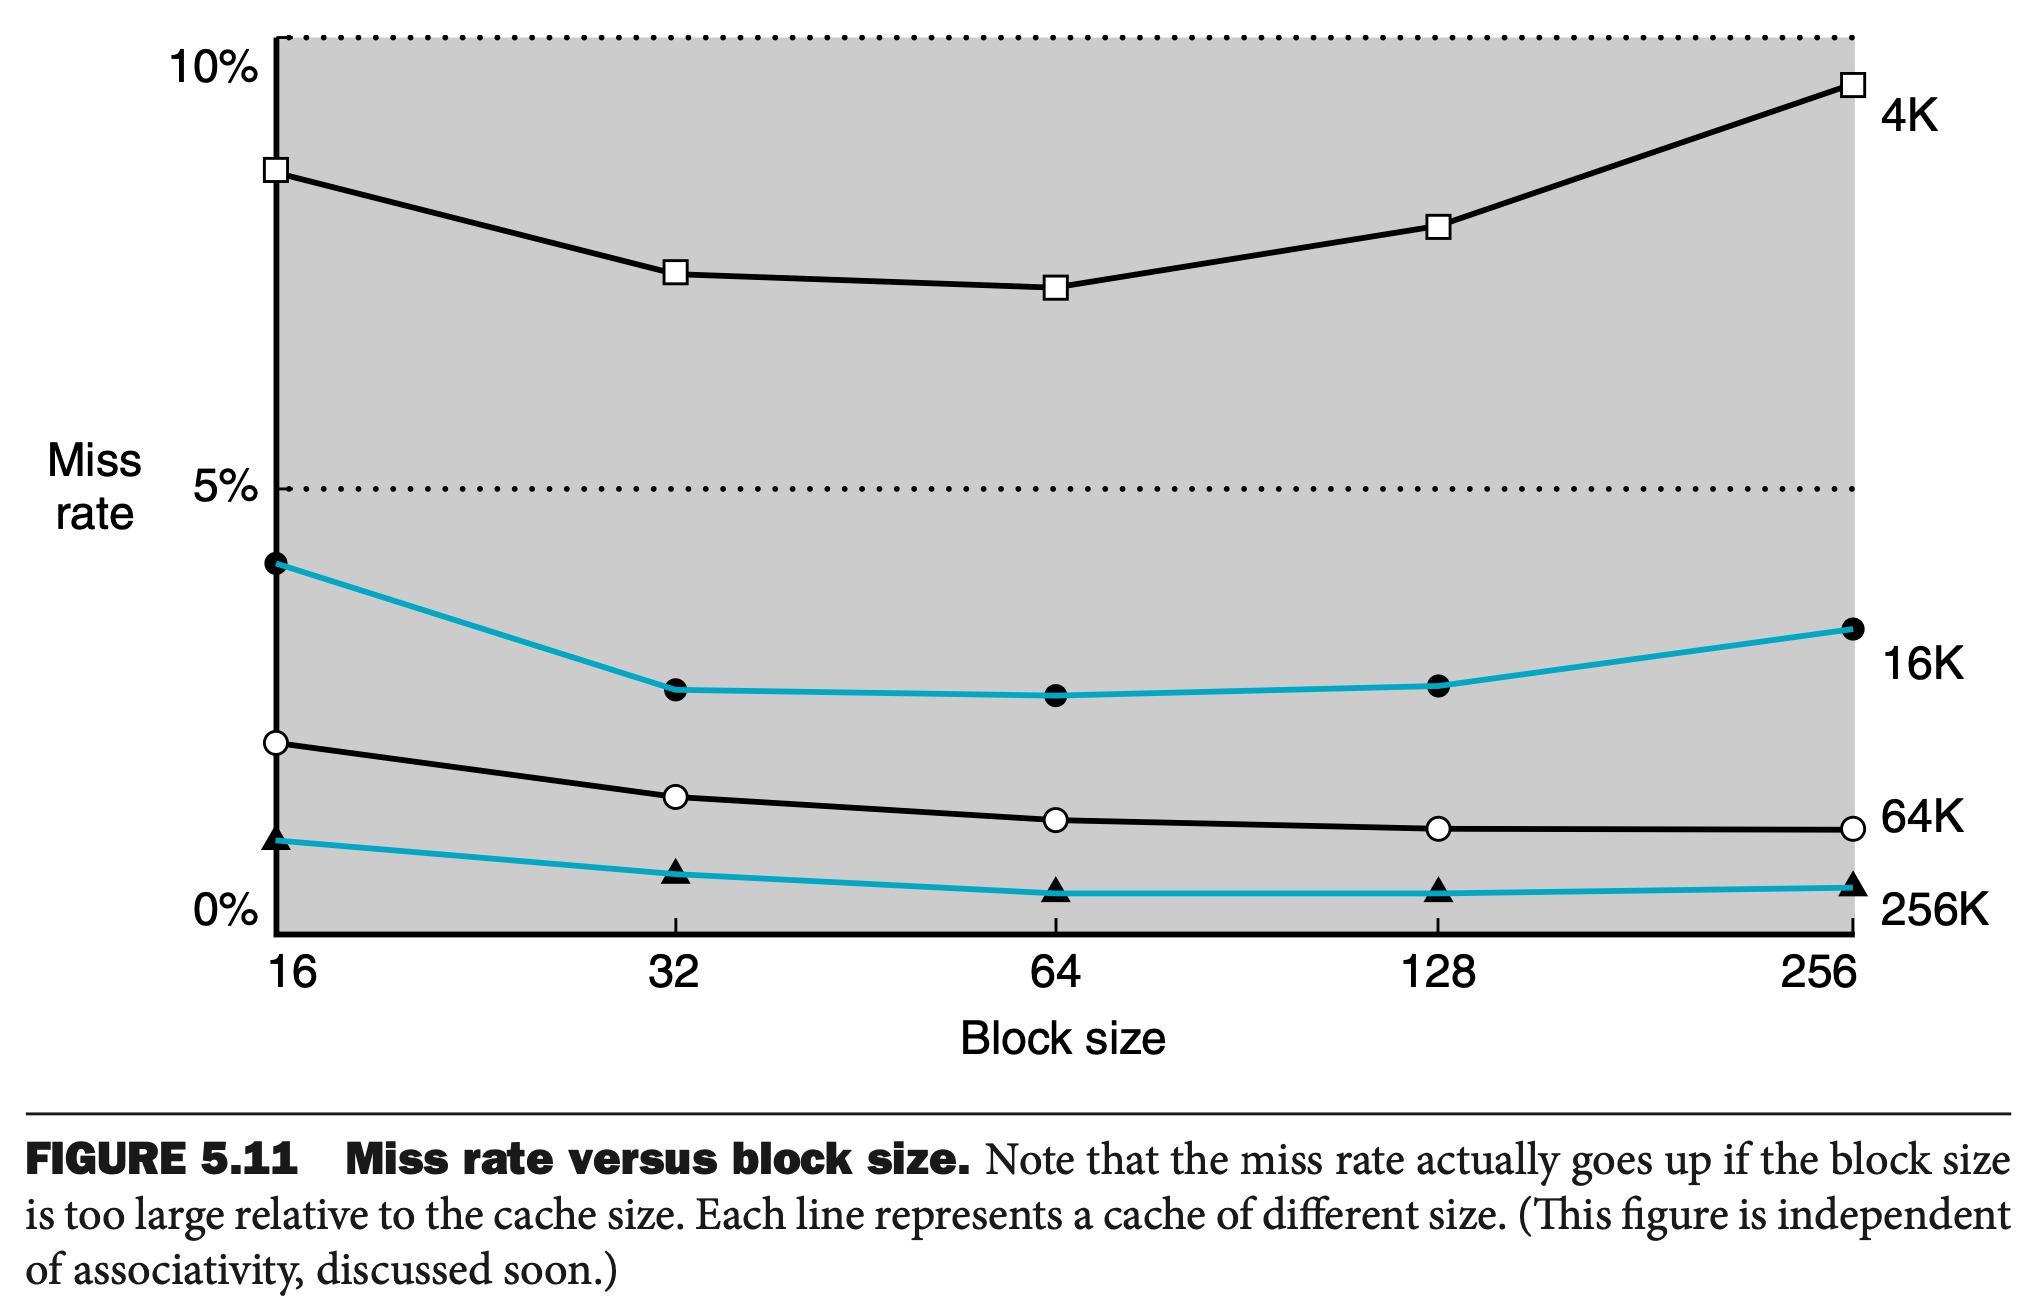 10%
4K
Miss
rate
5%
16K
64K
0%
256K
16 32 64 128 256
Block size
FIGURE 5.11 Miss rate versus block size. Note that the miss rate actually goes up if the block size
is too large relative to the cache size. Each line represents a cache of different size. (This figure is independent
of associativity, discussed soon.)